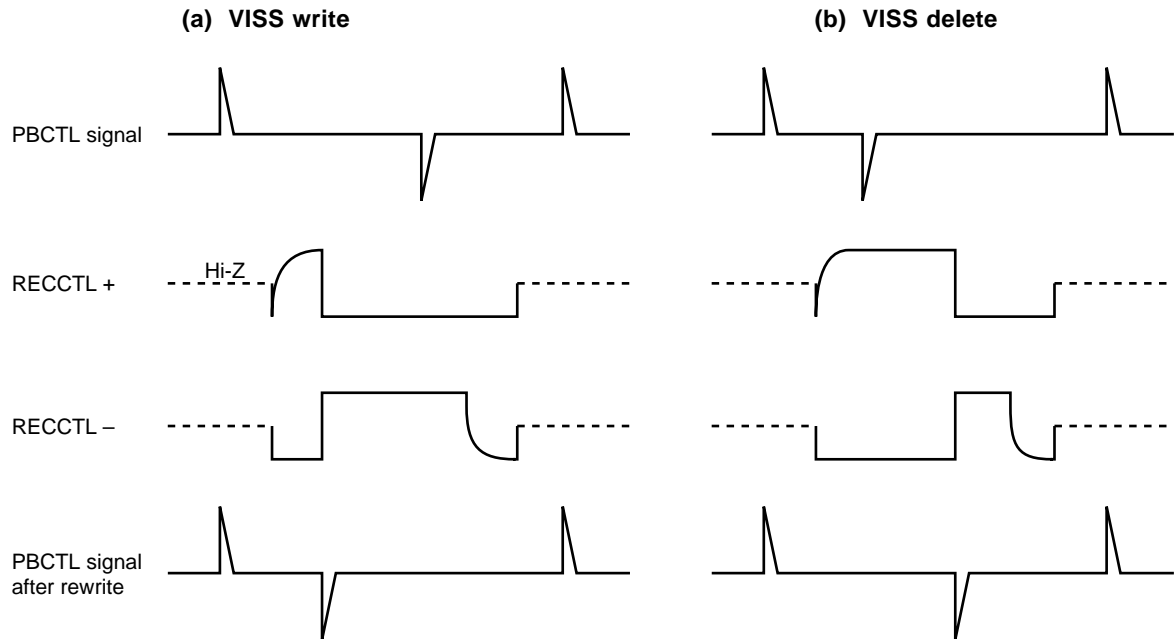 (a) VISS write
(b) VISS delete
PBCTL signal
RECCTL +
Hi-Z
RECCTL –
PBCTL signal
after rewrite